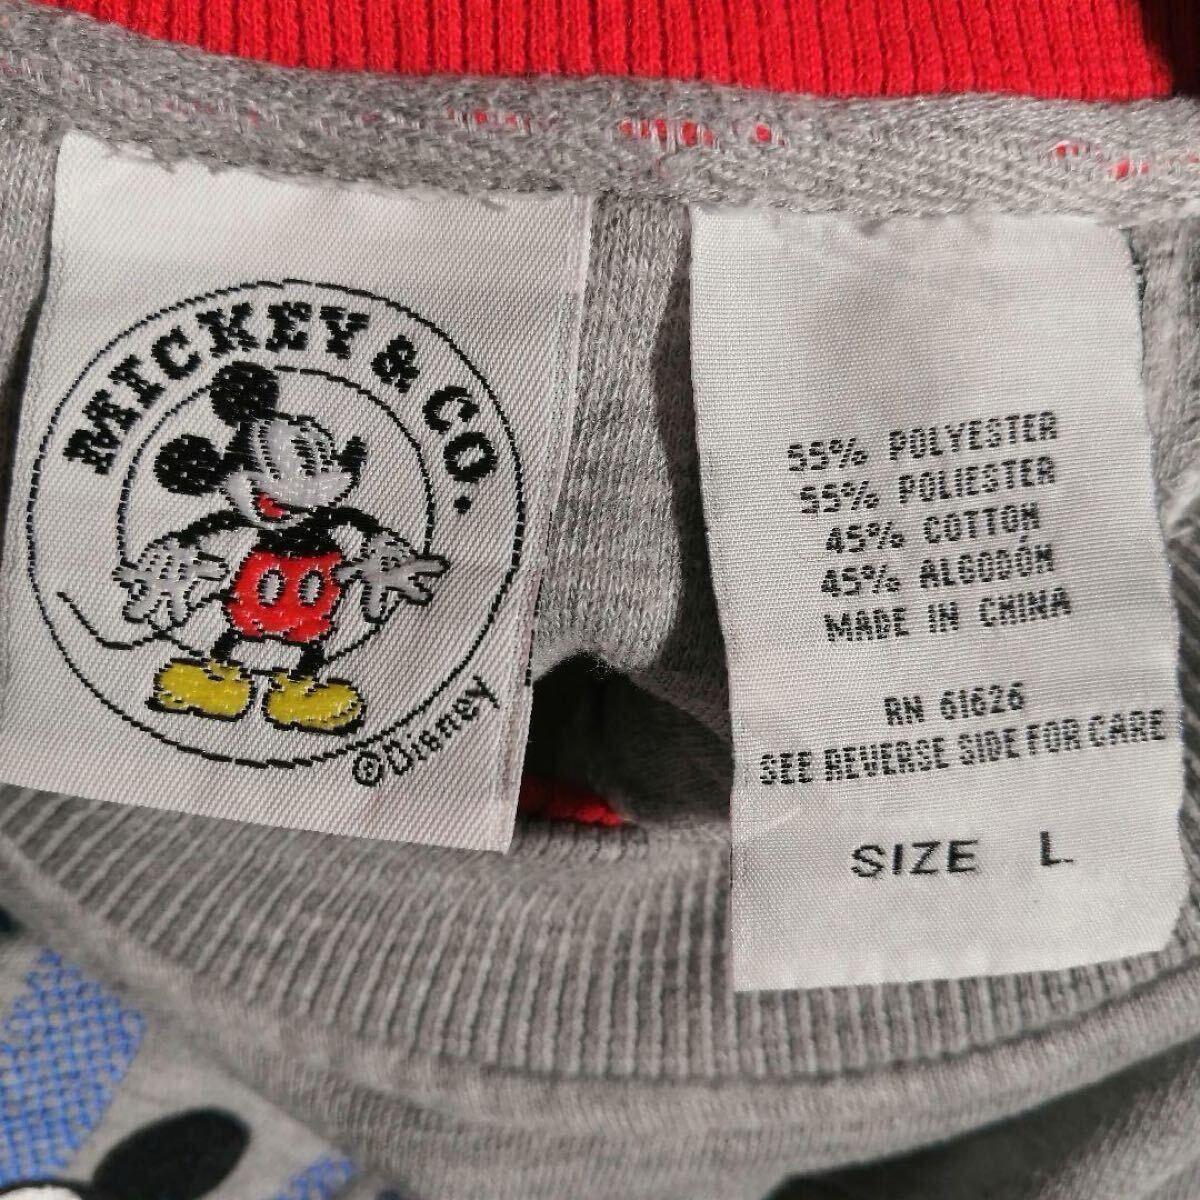 MICKEY & CO.
©Disney
55% POLYESTER
55% POLIESTER
45% COTTON
45% ALGODÓN
MADE IN CHINA
RN 61626
SEE REVERSE SIDE FOR CARE
SIZE L